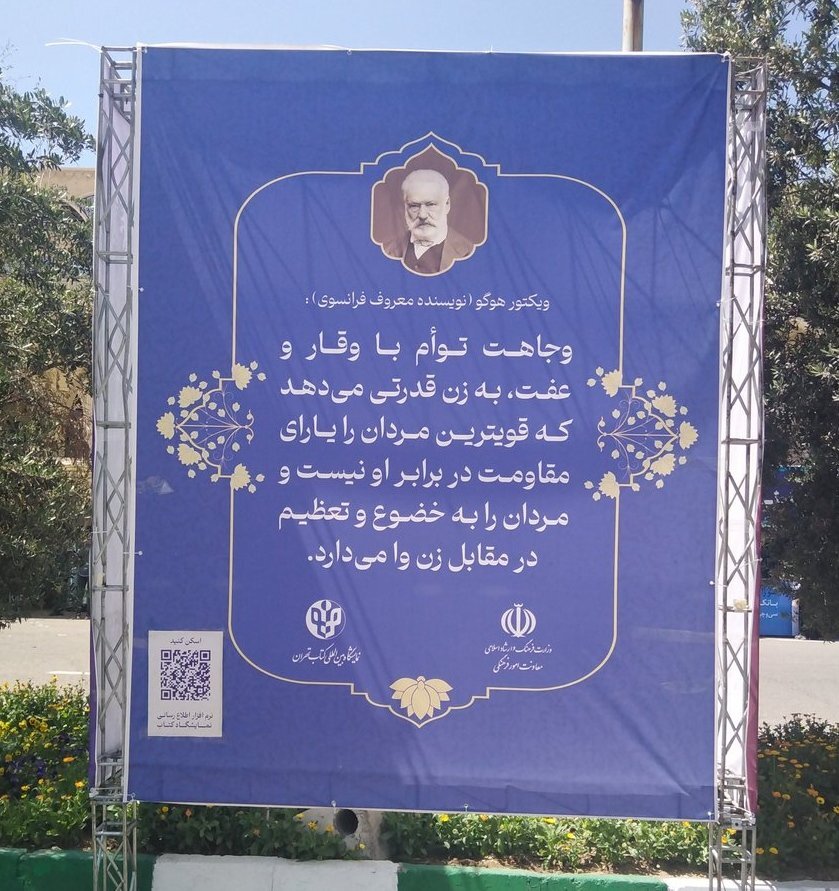 ویکتور هوگو (نویسنده معروف فرانسوی) :
وجاهت توأم با وقار و
عفت، به زن قدرتی می‌دهد
که قویترین مردان را یارای
مقاومت در برابر او نیست و
مردان را به خضوع و تعظیم
در مقابل زن وا می‌دارد.
وزارت فرهنگ و ارشاد اسلامی
معاونت امور فرهنگی
نمایشگاه بین‌المللی کتاب تهران
اسکن کنید
نرم افزار اطلاع رسانی
نمایشگاه کتاب
بانک